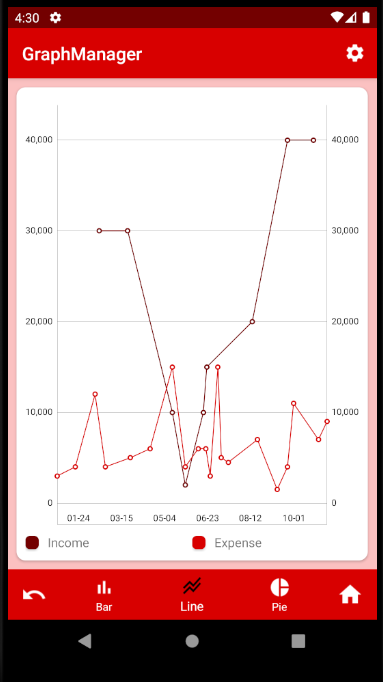 4:30
GraphManager
40,000 40,000
30,000 30,000
20,000 20,000
10,000 10,000
0 0
01-24 03-15 05-04 06-23 08-12 10-01
Income Expense
Bar Line Pie